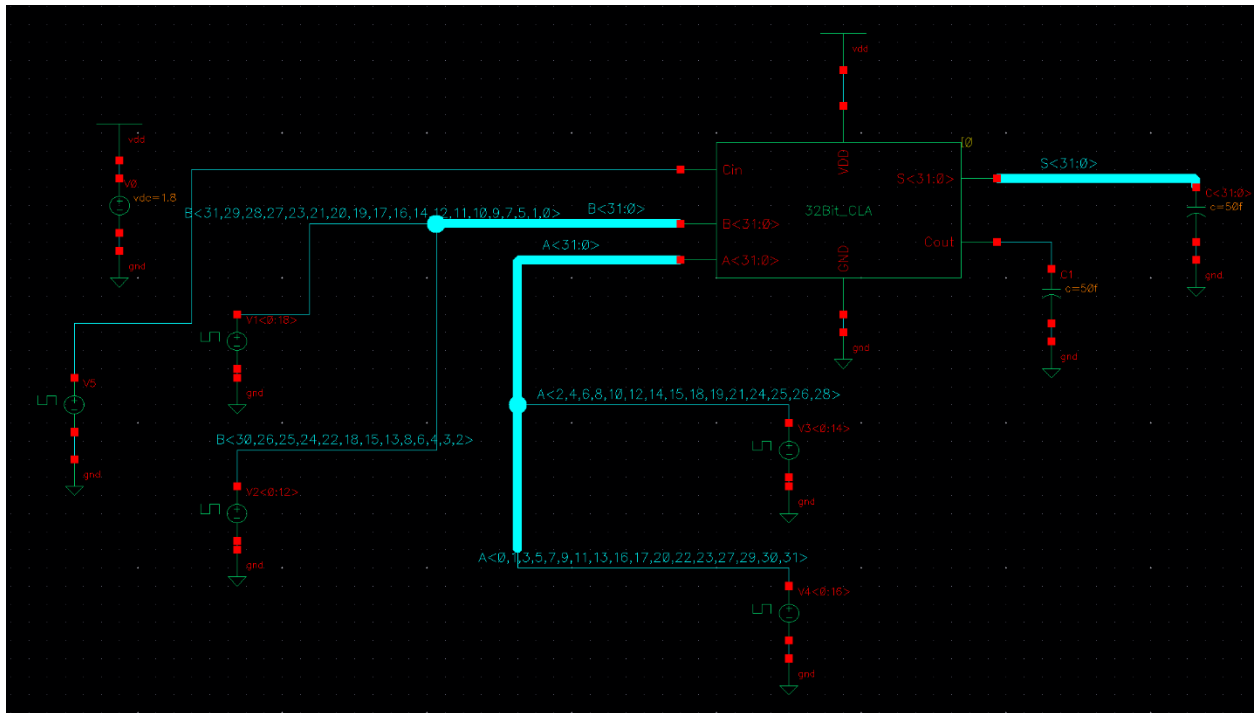 vdd
vdd
V0
vdc=1.8
gnd
I0
VDD
Cin
S<31:0>
S<31:0>
C<31:0>
c=50f
gnd
B<31,29,28,27,23,21,20,19,17,16,14,12,11,10,9,7,5,1,0>
B<31:0>
B<31:0>
32Bit_CLA
A<31:0>
A<31:0>
GND
Cout
C1
c=50f
gnd
gnd
V1<0:18>
gnd
V5
gnd
A<2,4,6,8,10,12,14,15,18,19,21,24,25,26,28>
V3<0:14>
gnd
B<30,26,25,24,22,18,15,13,8,6,4,3,2>
V2<0:12>
gnd
A<0,1,3,5,7,9,11,13,16,17,20,22,23,27,29,30,31>
V4<0:16>
gnd